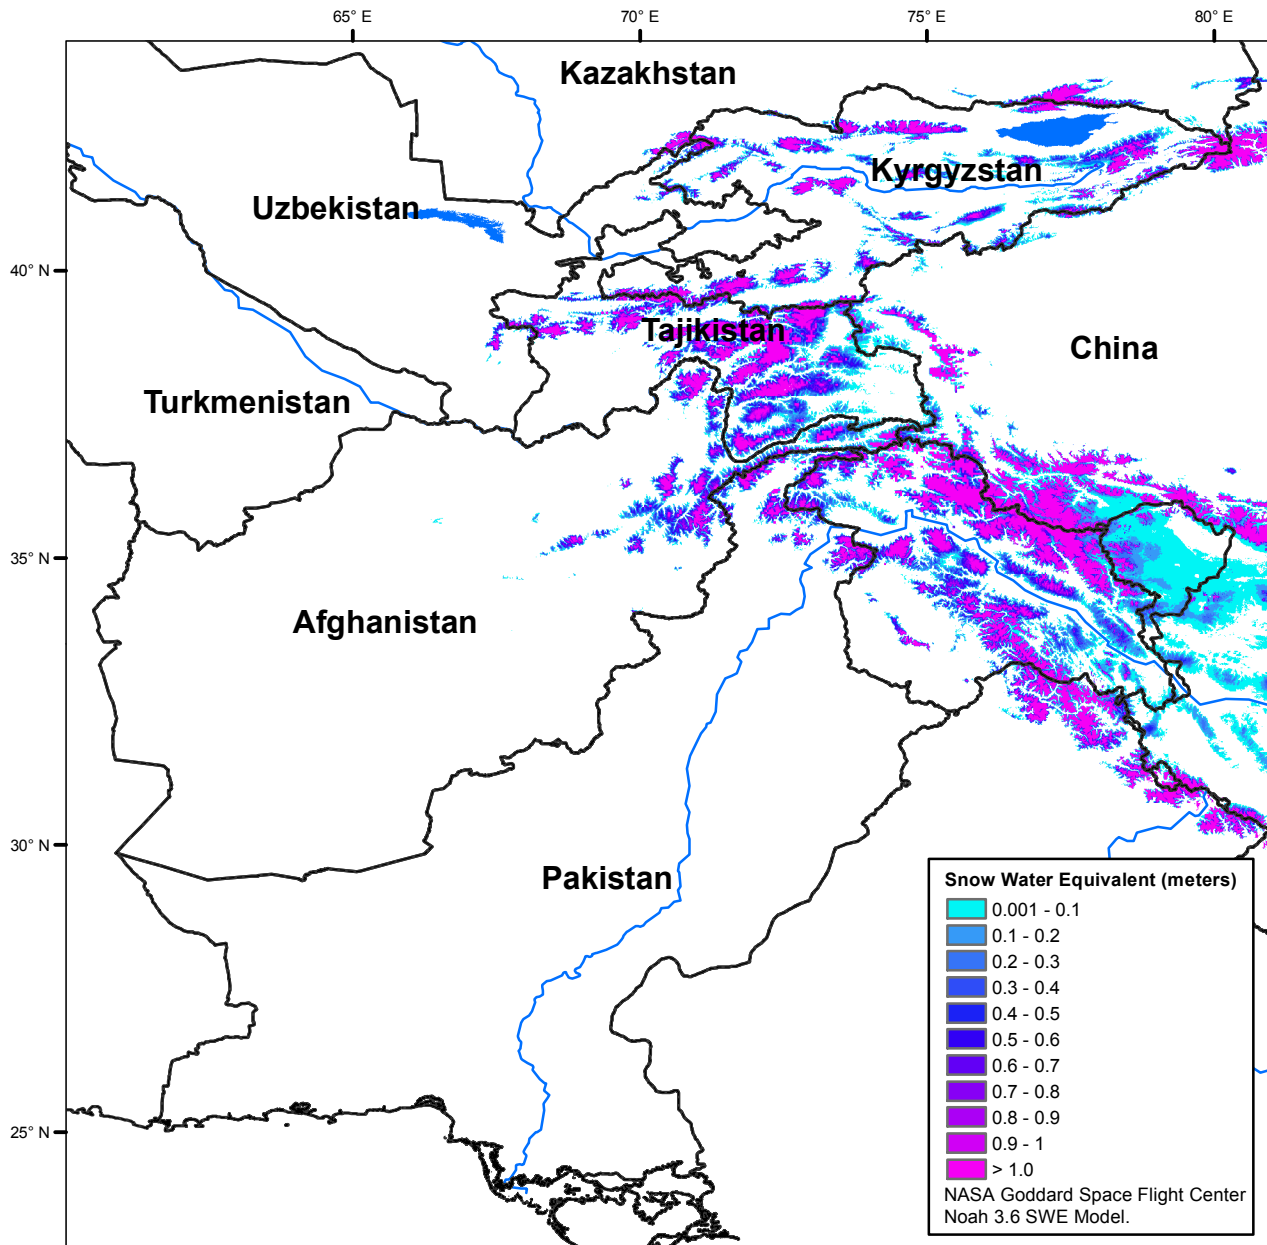 65° E
70° E
75° E
80° E
Kazakhstan
Kyrgyzstan
Uzbekistan
40° N
Tajikistan
China
Turkmenistan
35° N
Afghanistan
30° N
Pakistan
25° N
Snow Water Equivalent (meters)
0.001 - 0.1
0.1 - 0.2
0.2 - 0.3
0.3 - 0.4
0.4 - 0.5
0.5 - 0.6
0.6 - 0.7
0.7 - 0.8
0.8 - 0.9
0.9 - 1
> 1.0
NASA Goddard Space Flight Center
Noah 3.6 SWE Model.